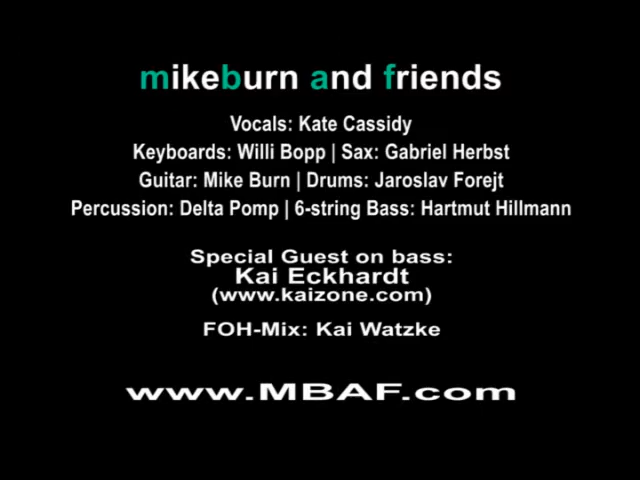 mikeburn and friends
Vocals: Kate Cassidy
Keyboards: Willi Bopp | Sax: Gabriel Herbst
Guitar: Mike Burn | Drums: Jaroslav Forejt
Percussion: Delta Pomp | 6-string Bass: Hartmut Hillmann
Special Guest on bass:
Kai Eckhardt
(www.kaizone.com)
FOH-Mix: Kai Watzke
www.MBAF.com